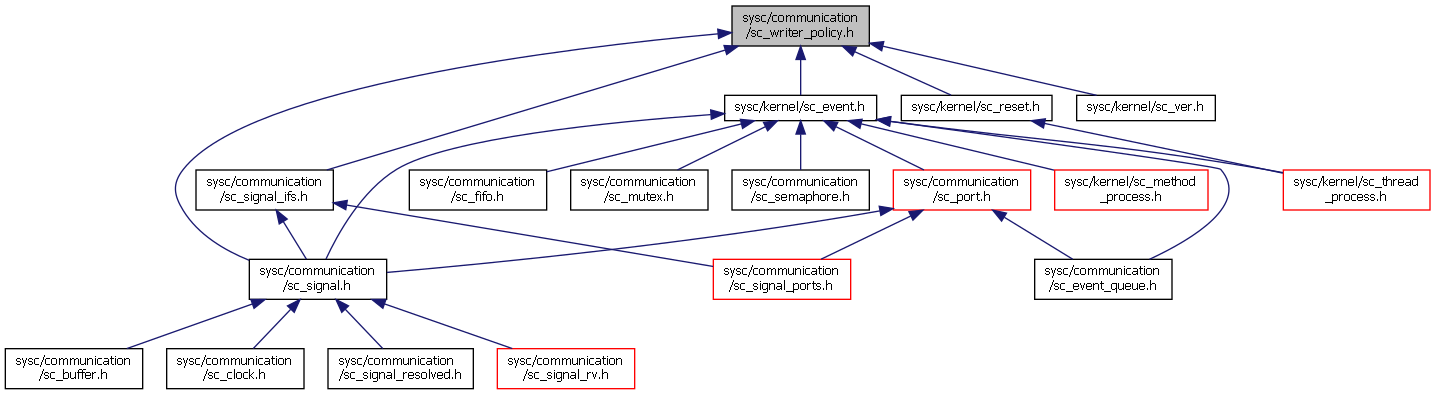 sysc/communication
/sc_writer_policy.h
sysc/kernel/sc_event.h
sysc/kernel/sc_reset.h
sysc/kernel/sc_ver.h
sysc/communication
/sc_signal_ifs.h
sysc/communication
/sc_fifo.h
sysc/communication
/sc_mutex.h
sysc/communication
/sc_semaphore.h
sysc/communication
/sc_port.h
sysc/kernel/sc_method
_process.h
sysc/kernel/sc_thread
_process.h
sysc/communication
/sc_signal.h
sysc/communication
/sc_signal_ports.h
sysc/communication
/sc_event_queue.h
sysc/communication
/sc_buffer.h
sysc/communication
/sc_clock.h
sysc/communication
/sc_signal_resolved.h
sysc/communication
/sc_signal_rv.h